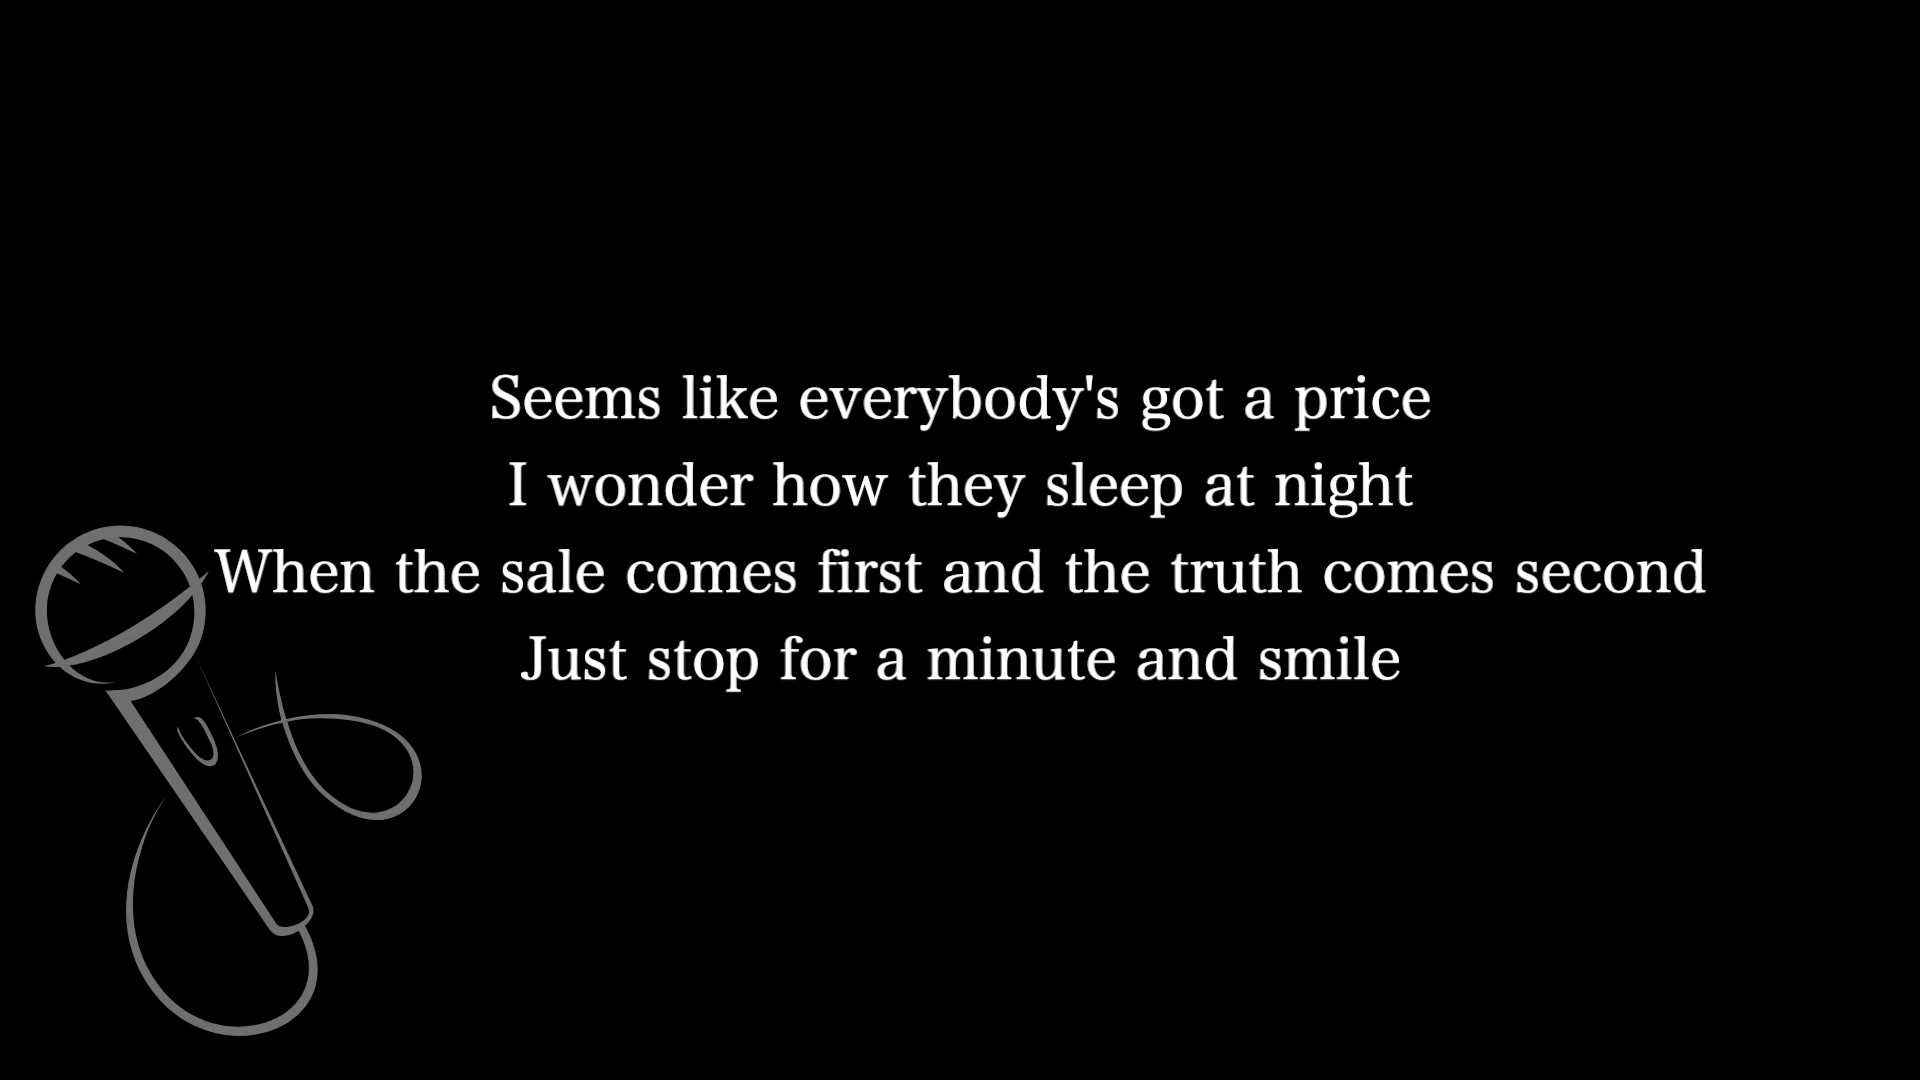 Seems like everybody's got a price
I wonder how they sleep at night
When the sale comes first and the truth comes second
Just stop for a minute and smile